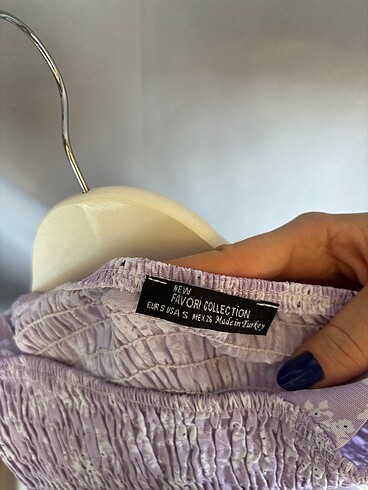 NEW
FAVORI COLLECTION
EUR S USA S MEX 26 Made in Turkey